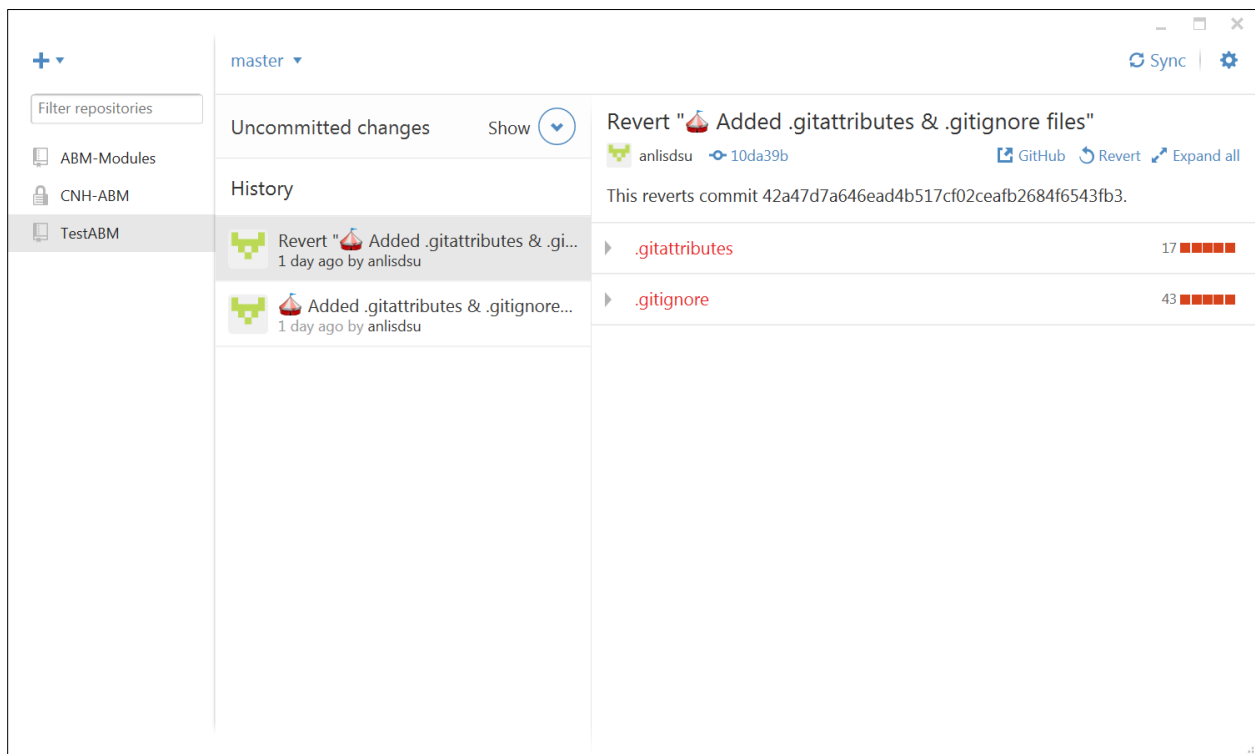 master
Sync
Filter repositories
ABM-Modules
CNH-ABM
TestABM
Uncommitted changes
Show
History
Revert "🎪 Added .gitattributes & .gi...
1 day ago by anlisdsu
🎪 Added .gitattributes & .gitignore...
1 day ago by anlisdsu
Revert "🎪 Added .gitattributes & .gitignore files"
anlisdsu 10da39b GitHub Revert Expand all
This reverts commit 42a47d7a646ead4b517cf02ceafb2684f6543fb3.
.gitattributes 17
.gitignore 43